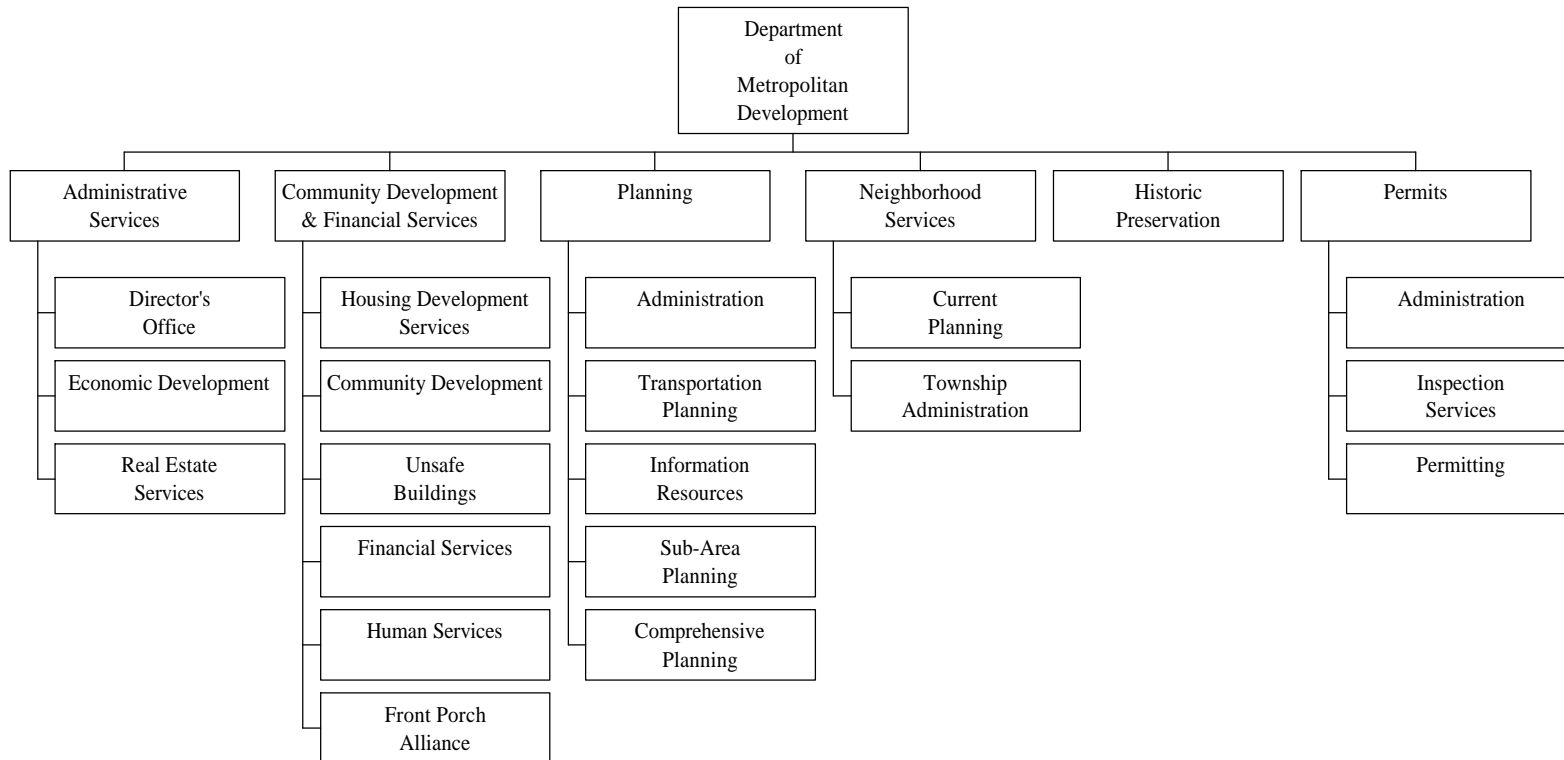 Department
of
Metropolitan
Development
Administrative
Services
Community Development
& Financial Services
Planning
Neighborhood
Services
Historic
Preservation
Permits
Director's
Office
Economic Development
Real Estate
Services
Housing Development
Services
Community Development
Unsafe
Buildings
Financial Services
Human Services
Front Porch
Alliance
Administration
Transportation
Planning
Information
Resources
Sub-Area
Planning
Comprehensive
Planning
Current
Planning
Township
Administration
Administration
Inspection
Services
Permitting